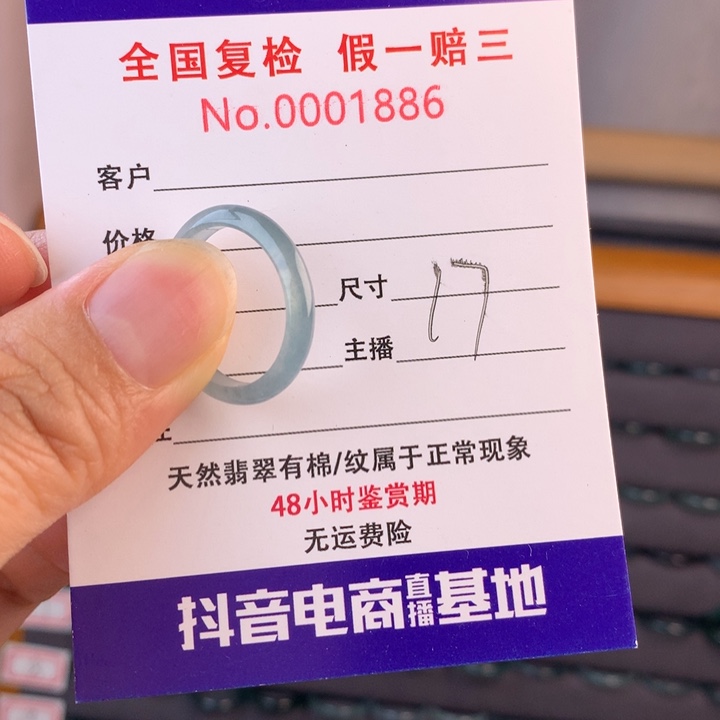 全国复检 假一赔三
No.0001886
客户
价格
尺寸 17
主播
天然翡翠有棉/纹属于正常现象
48小时鉴赏期
无运费险
抖音电商直播基地